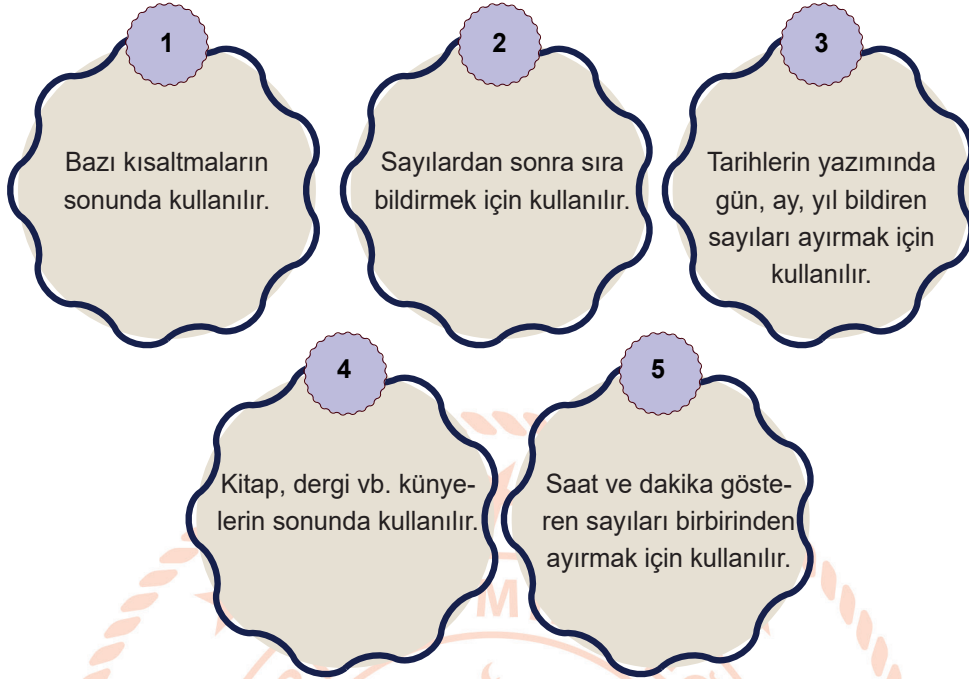 1
Bazı kısaltmaların
sonunda kullanılır.
2
Sayılardan sonra sıra
bildirmek için kullanılır.
3
Tarihlerin yazımında
gün, ay, yıl bildiren
sayıları ayırmak için
kullanılır.
4
Kitap, dergi vb. künye-
lerin sonunda kullanılır.
5
Saat ve dakika göste-
ren sayıları birbirinden
ayırmak için kullanılır.